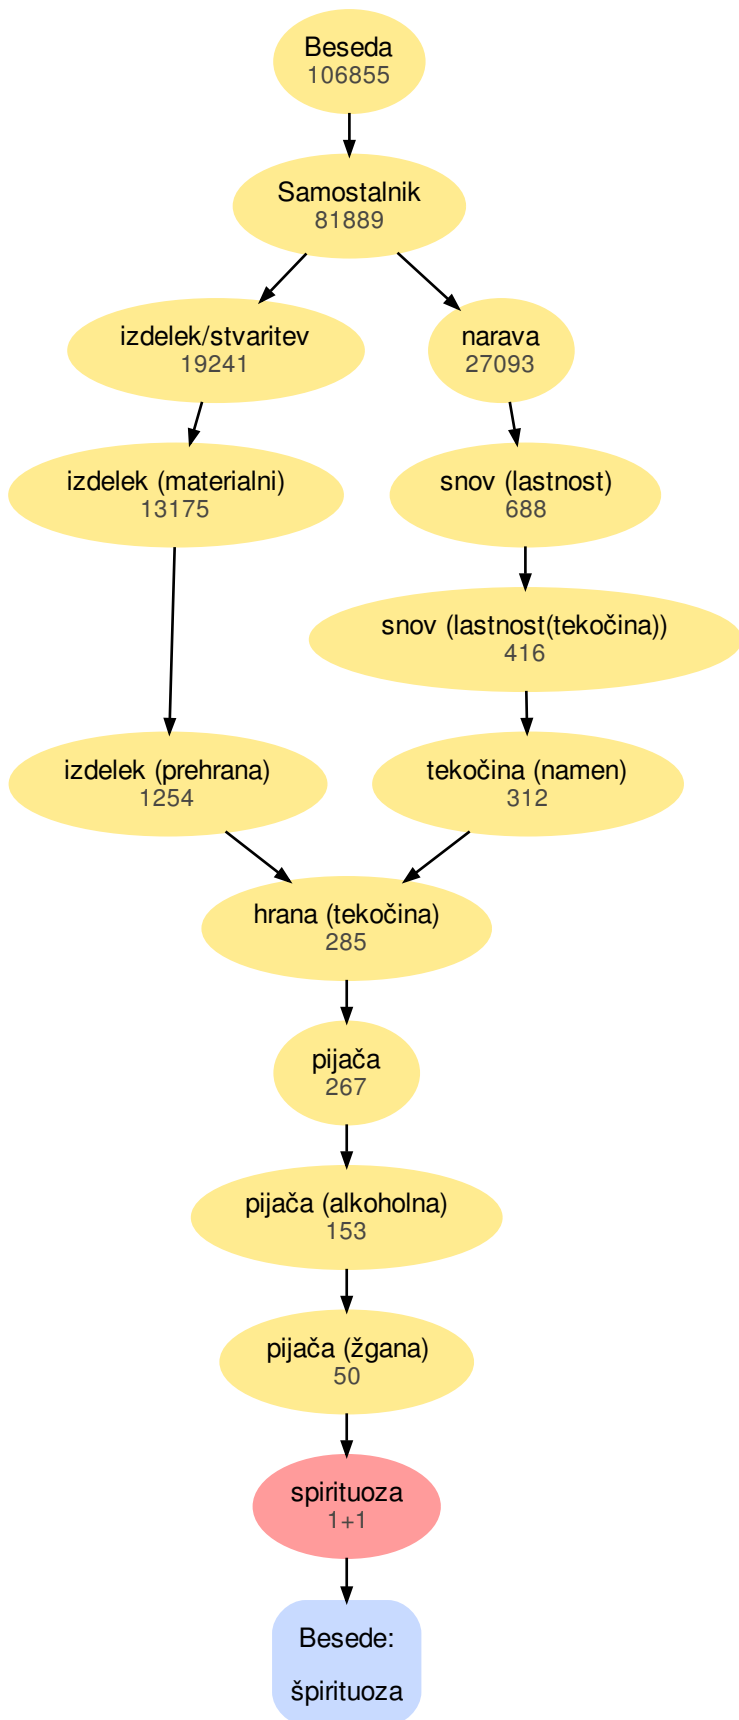 Beseda
106855
Samostalnik
81889
izdelek/stvaritev
19241
narava
27093
izdelek (materialni)
13175
snov (lastnost)
688
snov (lastnost(tekočina))
416
izdelek (prehrana)
1254
tekočina (namen)
312
hrana (tekočina)
285
pijača
267
pijača (alkoholna)
153
pijača (žgana)
50
spirituoza
1+1
Besede:
špirituoza